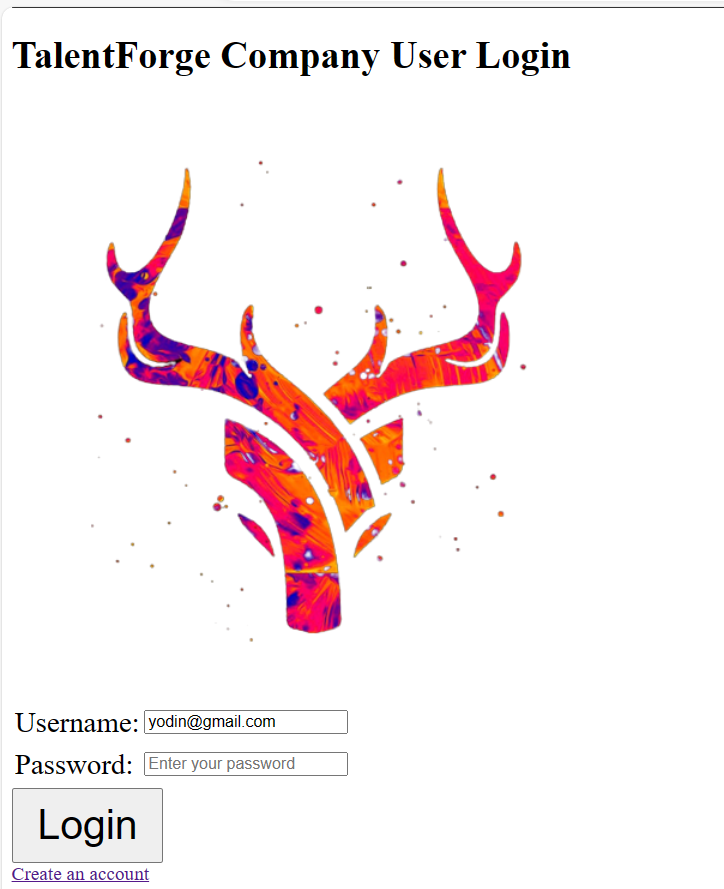 TalentForge Company User Login
Username: yodin@gmail.com
Password: Enter your password
Login
Create an account